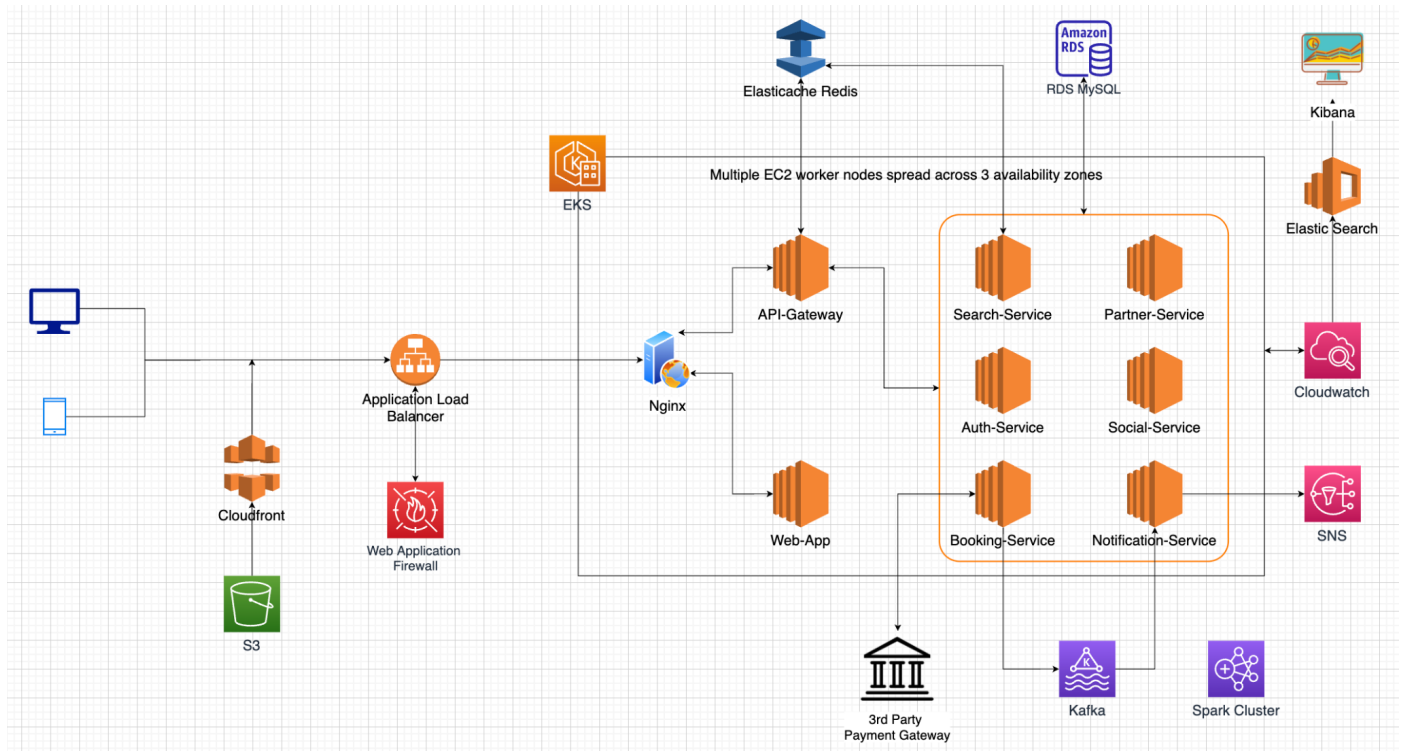 Amazon
RDS
Elasticache Redis
RDS MySQL
Kibana
Multiple EC2 worker nodes spread across 3 availability zones
EKS
Elastic Search
API-Gateway
Search-Service
Partner-Service
Application Load
Balancer
Nginx
Cloudwatch
Auth-Service
Social-Service
Cloudfront
Web Application
Firewall
Web-App
Booking-Service
Notification-Service
SNS
S3
K
3rd Party
Payment Gateway
Kafka
Spark Cluster